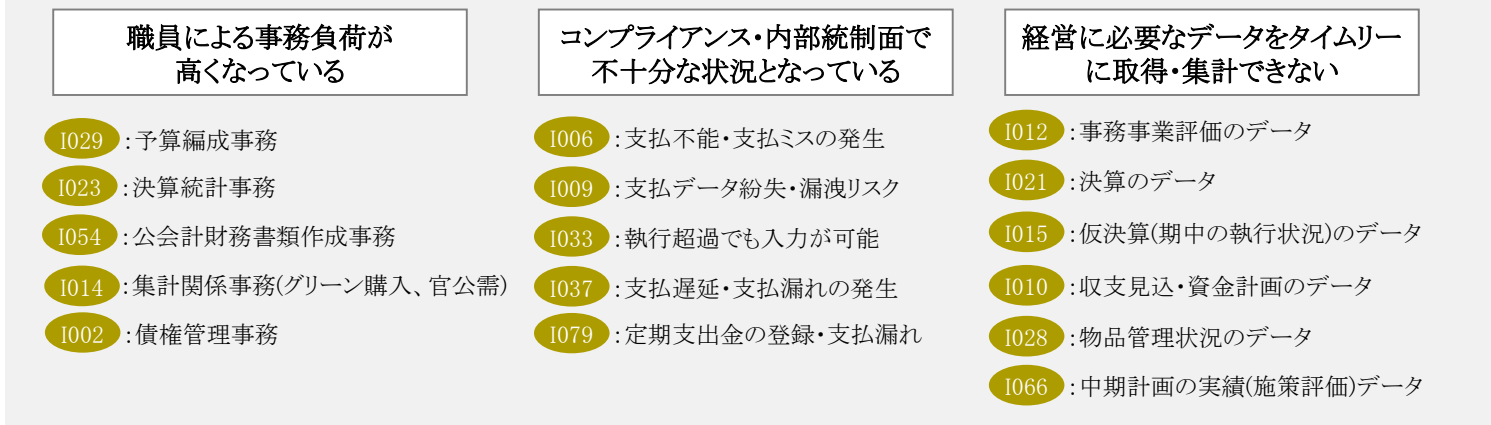 職員による事務負荷が
高くなっている
I029:予算編成事務
I023:決算統計事務
I054:公会計財務書類作成事務
I014:集計関係事務(グリーン購入、官公需)
I002:債権管理事務
コンプライアンス・内部統制面で
不十分な状況となっている
I006:支払不能・支払ミスの発生
I009:支払データ紛失・漏洩リスク
I033:執行超過でも入力が可能
I037:支払遅延・支払漏れの発生
I079:定期支出金の登録・支払漏れ
経営に必要なデータをタイムリー
に取得・集計できない
I012:事務事業評価のデータ
I021:決算のデータ
I015:仮決算(期中の執行状況)のデータ
I010:収支見込・資金計画のデータ
I028:物品管理状況のデータ
I066:中期計画の実績(施策評価)データ